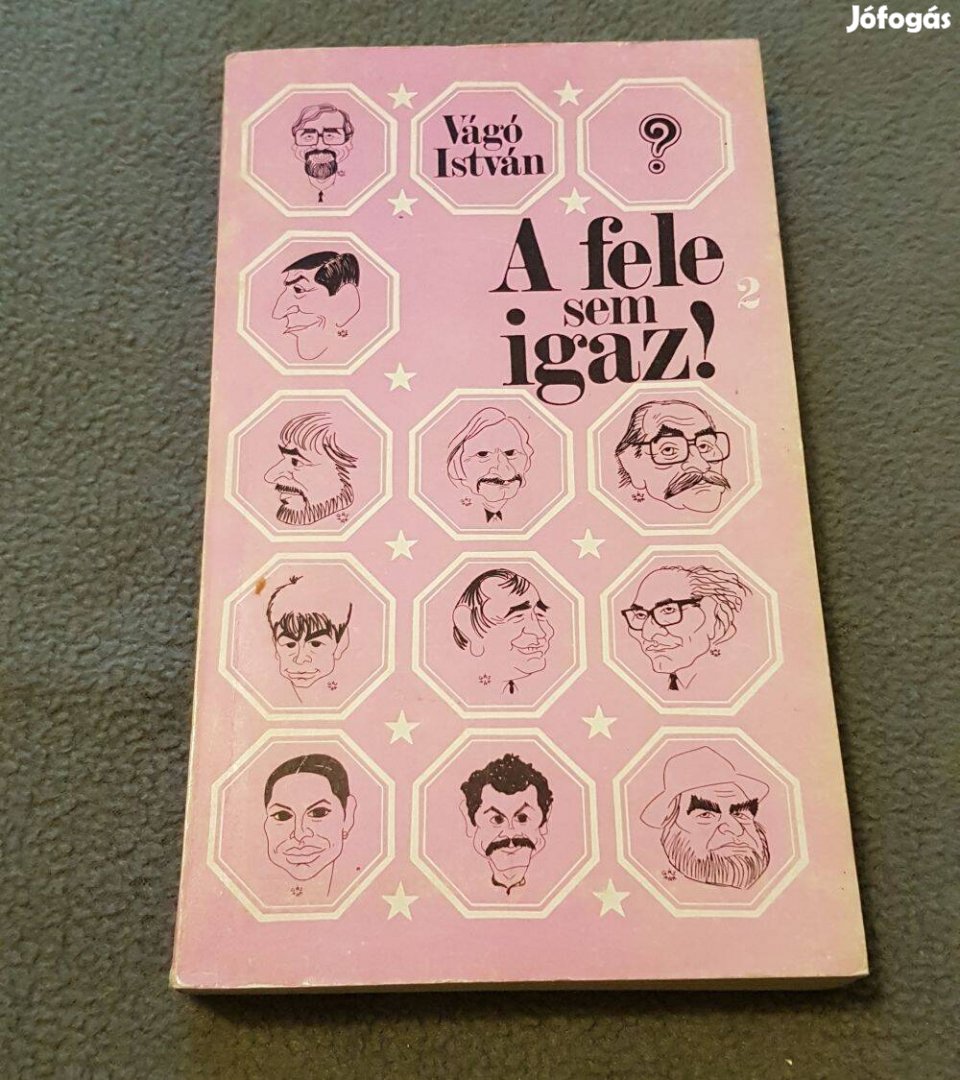 Jófogás
Vágó
István
?
A fele
sem
igaz!
2